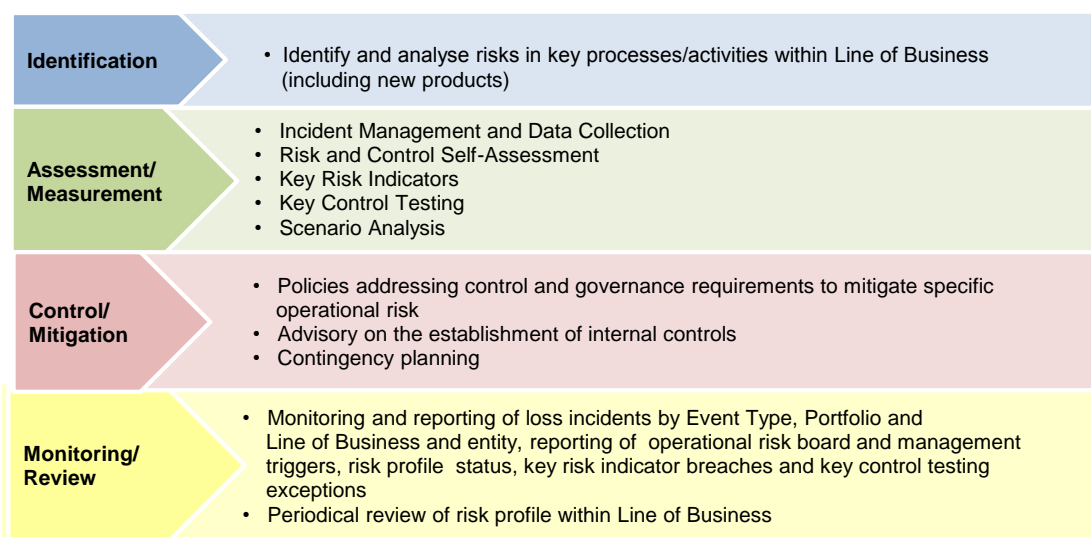 Identification
• Identify and analyse risks in key processes/activities within Line of Business
(including new products)
Assessment/
Measurement
• Incident Management and Data Collection
• Risk and Control Self-Assessment
• Key Risk Indicators
• Key Control Testing
• Scenario Analysis
Control/
Mitigation
• Policies addressing control and governance requirements to mitigate specific
operational risk
• Advisory on the establishment of internal controls
• Contingency planning
Monitoring/
Review
• Monitoring and reporting of loss incidents by Event Type, Portfolio and
Line of Business and entity, reporting of operational risk board and management
triggers, risk profile status, key risk indicator breaches and key control testing
exceptions
• Periodical review of risk profile within Line of Business